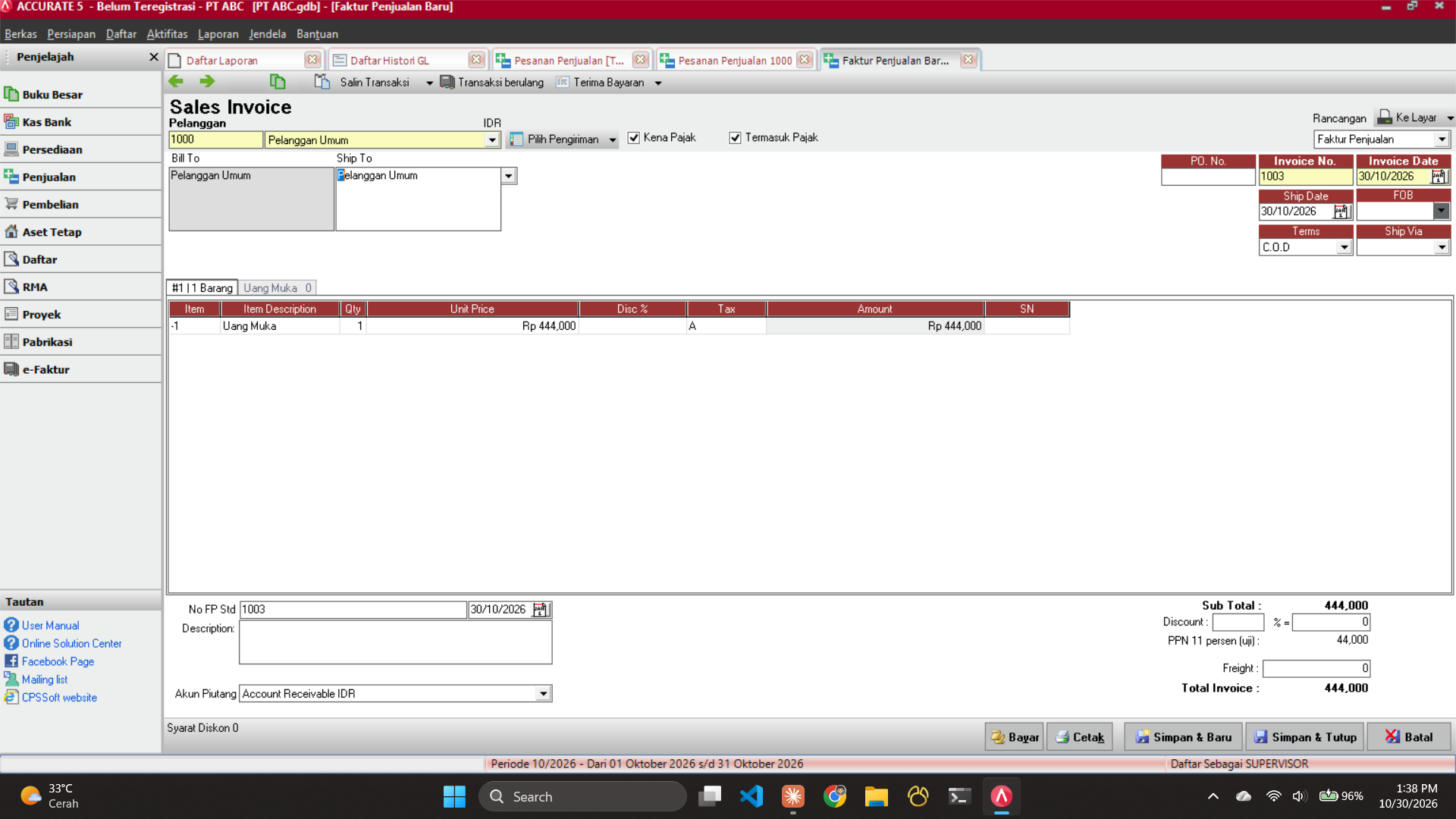 ACCURATE 5 - Belum Teregistrasi - PT ABC [PT ABC.gdb] - [Faktur Penjualan Baru]
Berkas Persiapan Daftar Aktifitas Laporan Jendela Bantuan
Penjelajah
Daftar Laporan
Daftar Histori GL
Pesanan Penjualan [T...
Pesanan Penjualan 1000
Faktur Penjualan Bar...
Salin Transaksi
Transaksi berulang
Terima Bayaran
Buku Besar
Kas Bank
Persediaan
Penjualan
Pembelian
Aset Tetap
Daftar
RMA
Proyek
Pabrikasi
e-Faktur
Tautan
User Manual
Online Solution Center
Facebook Page
Mailing list
CPSSoft website
Sales Invoice
Pelanggan
IDR
1000
Pelanggan Umum
Pilih Pengiriman
Kena Pajak
Termasuk Pajak
Rancangan
Ke Layar
Faktur Penjualan
Bill To
Ship To
Pelanggan Umum
Pelanggan Umum
PO. No.
Invoice No.
Invoice Date
1003
30/10/2026
Ship Date
FOB
30/10/2026
Terms
Ship Via
C.O.D
#1 | 1 Barang
Uang Muka 0
Item Item Description Qty Unit Price Disc % Tax Amount SN
-1 Uang Muka 1 Rp 444,000 A Rp 444,000
No FP Std 1003 30/10/2026
Description:
Akun Piutang Account Receivable IDR
Sub Total : 444,000
Discount : % = 0
PPN 11 persen (uji) : 44,000
Freight : 0
Total Invoice : 444,000
Syarat Diskon 0
Bayar
Cetak
Simpan & Baru
Simpan & Tutup
Batal
Periode 10/2026 - Dari 01 Oktober 2026 s/d 31 Oktober 2026
Daftar Sebagai SUPERVISOR
33°C
Cerah
Search
96%
1:38 PM
10/30/2026